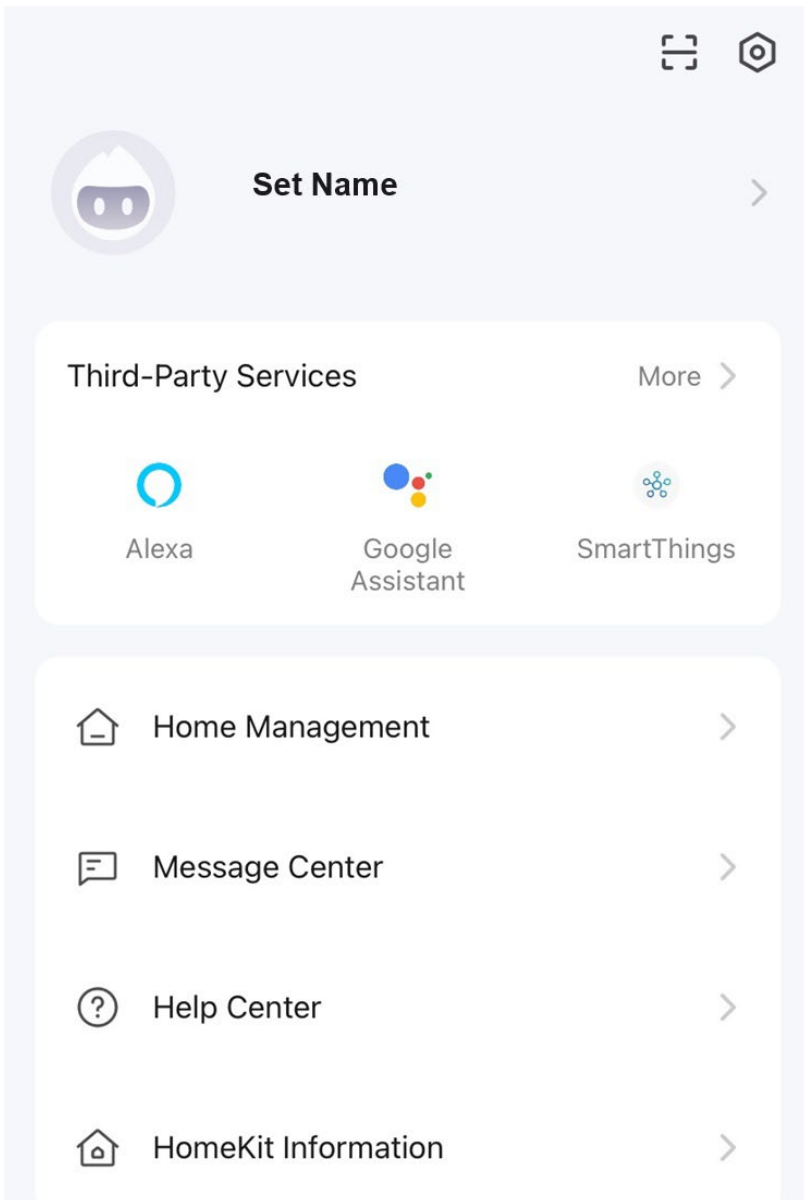 Set Name
Third-Party Services
More
Alexa
Google
Assistant
SmartThings
Home Management
Message Center
Help Center
HomeKit Information